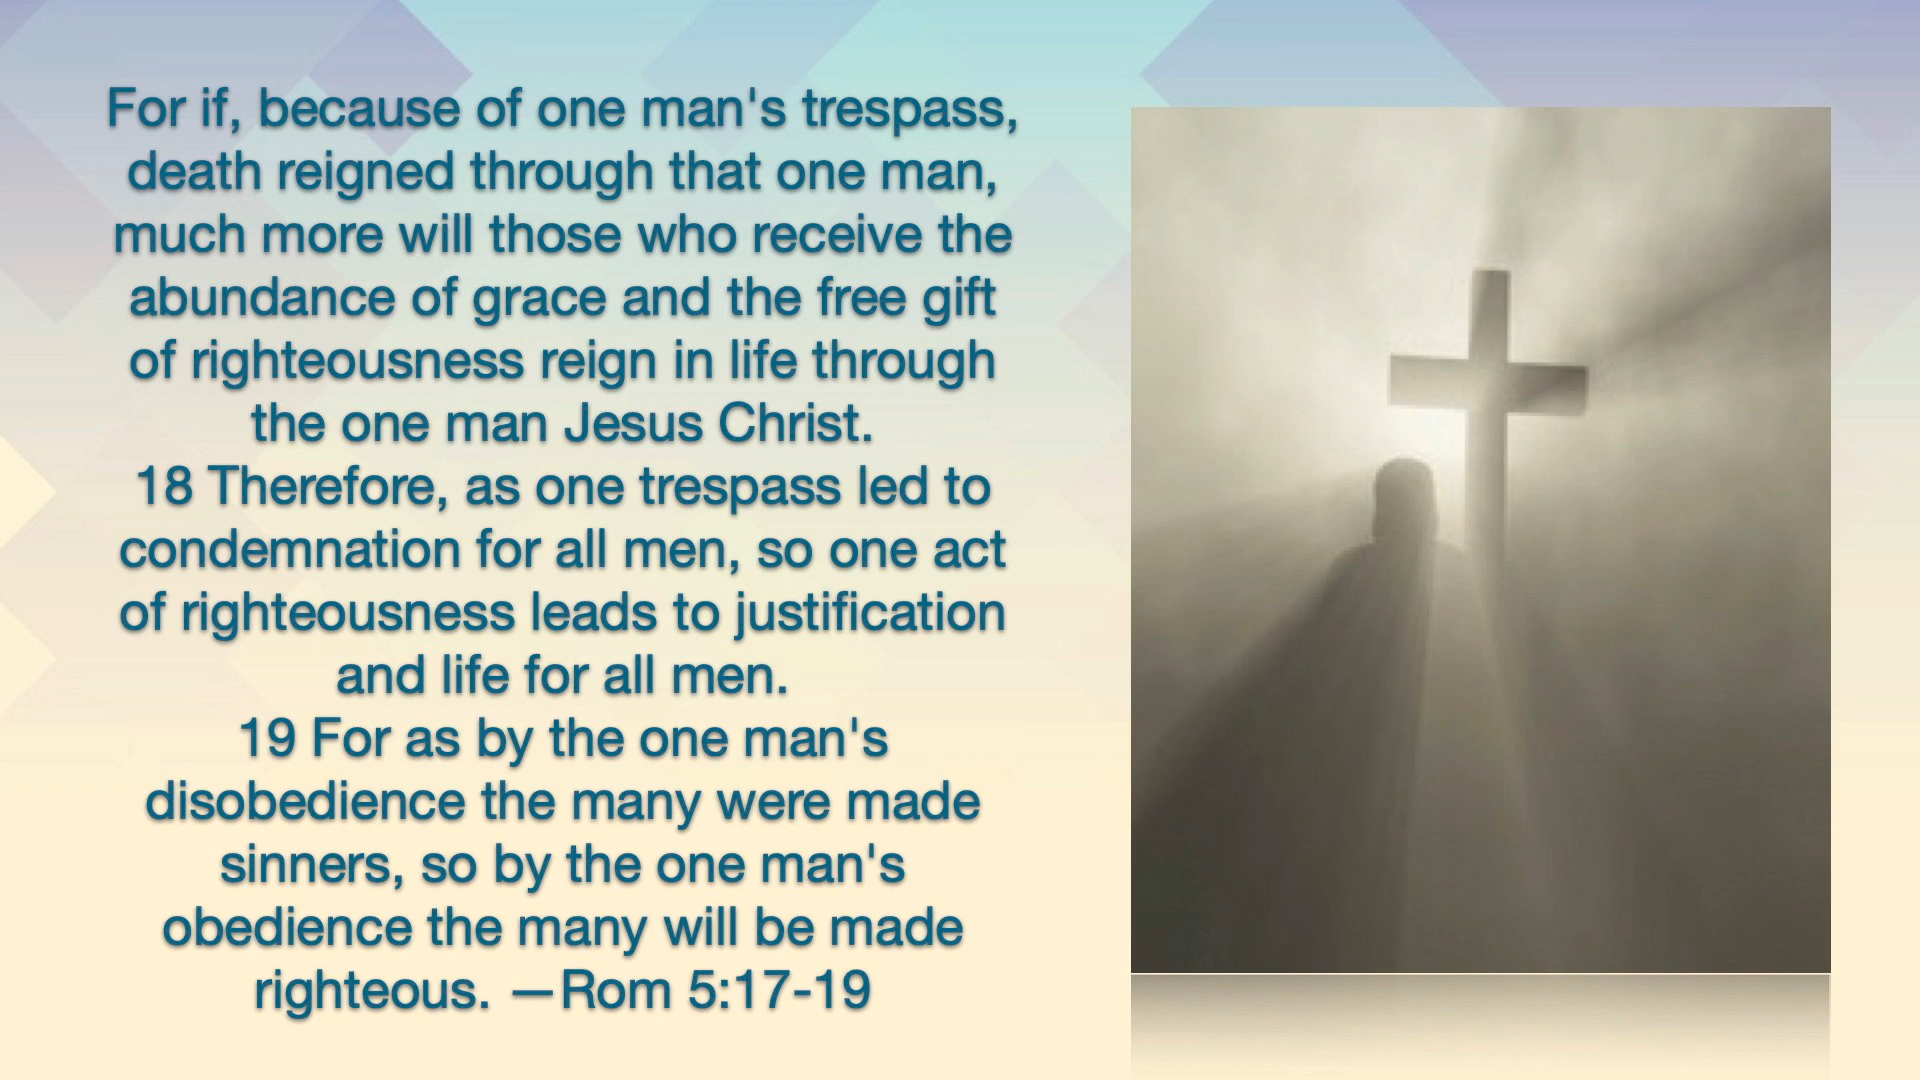 For if, because of one man's trespass,
death reigned through that one man,
much more will those who receive the
abundance of grace and the free gift
of righteousness reign in life through
the one man Jesus Christ.
18 Therefore, as one trespass led to
condemnation for all men, so one act
of righteousness leads to justification
and life for all men.
19 For as by the one man's
disobedience the many were made
sinners, so by the one man's
obedience the many will be made
righteous. —Rom 5:17-19